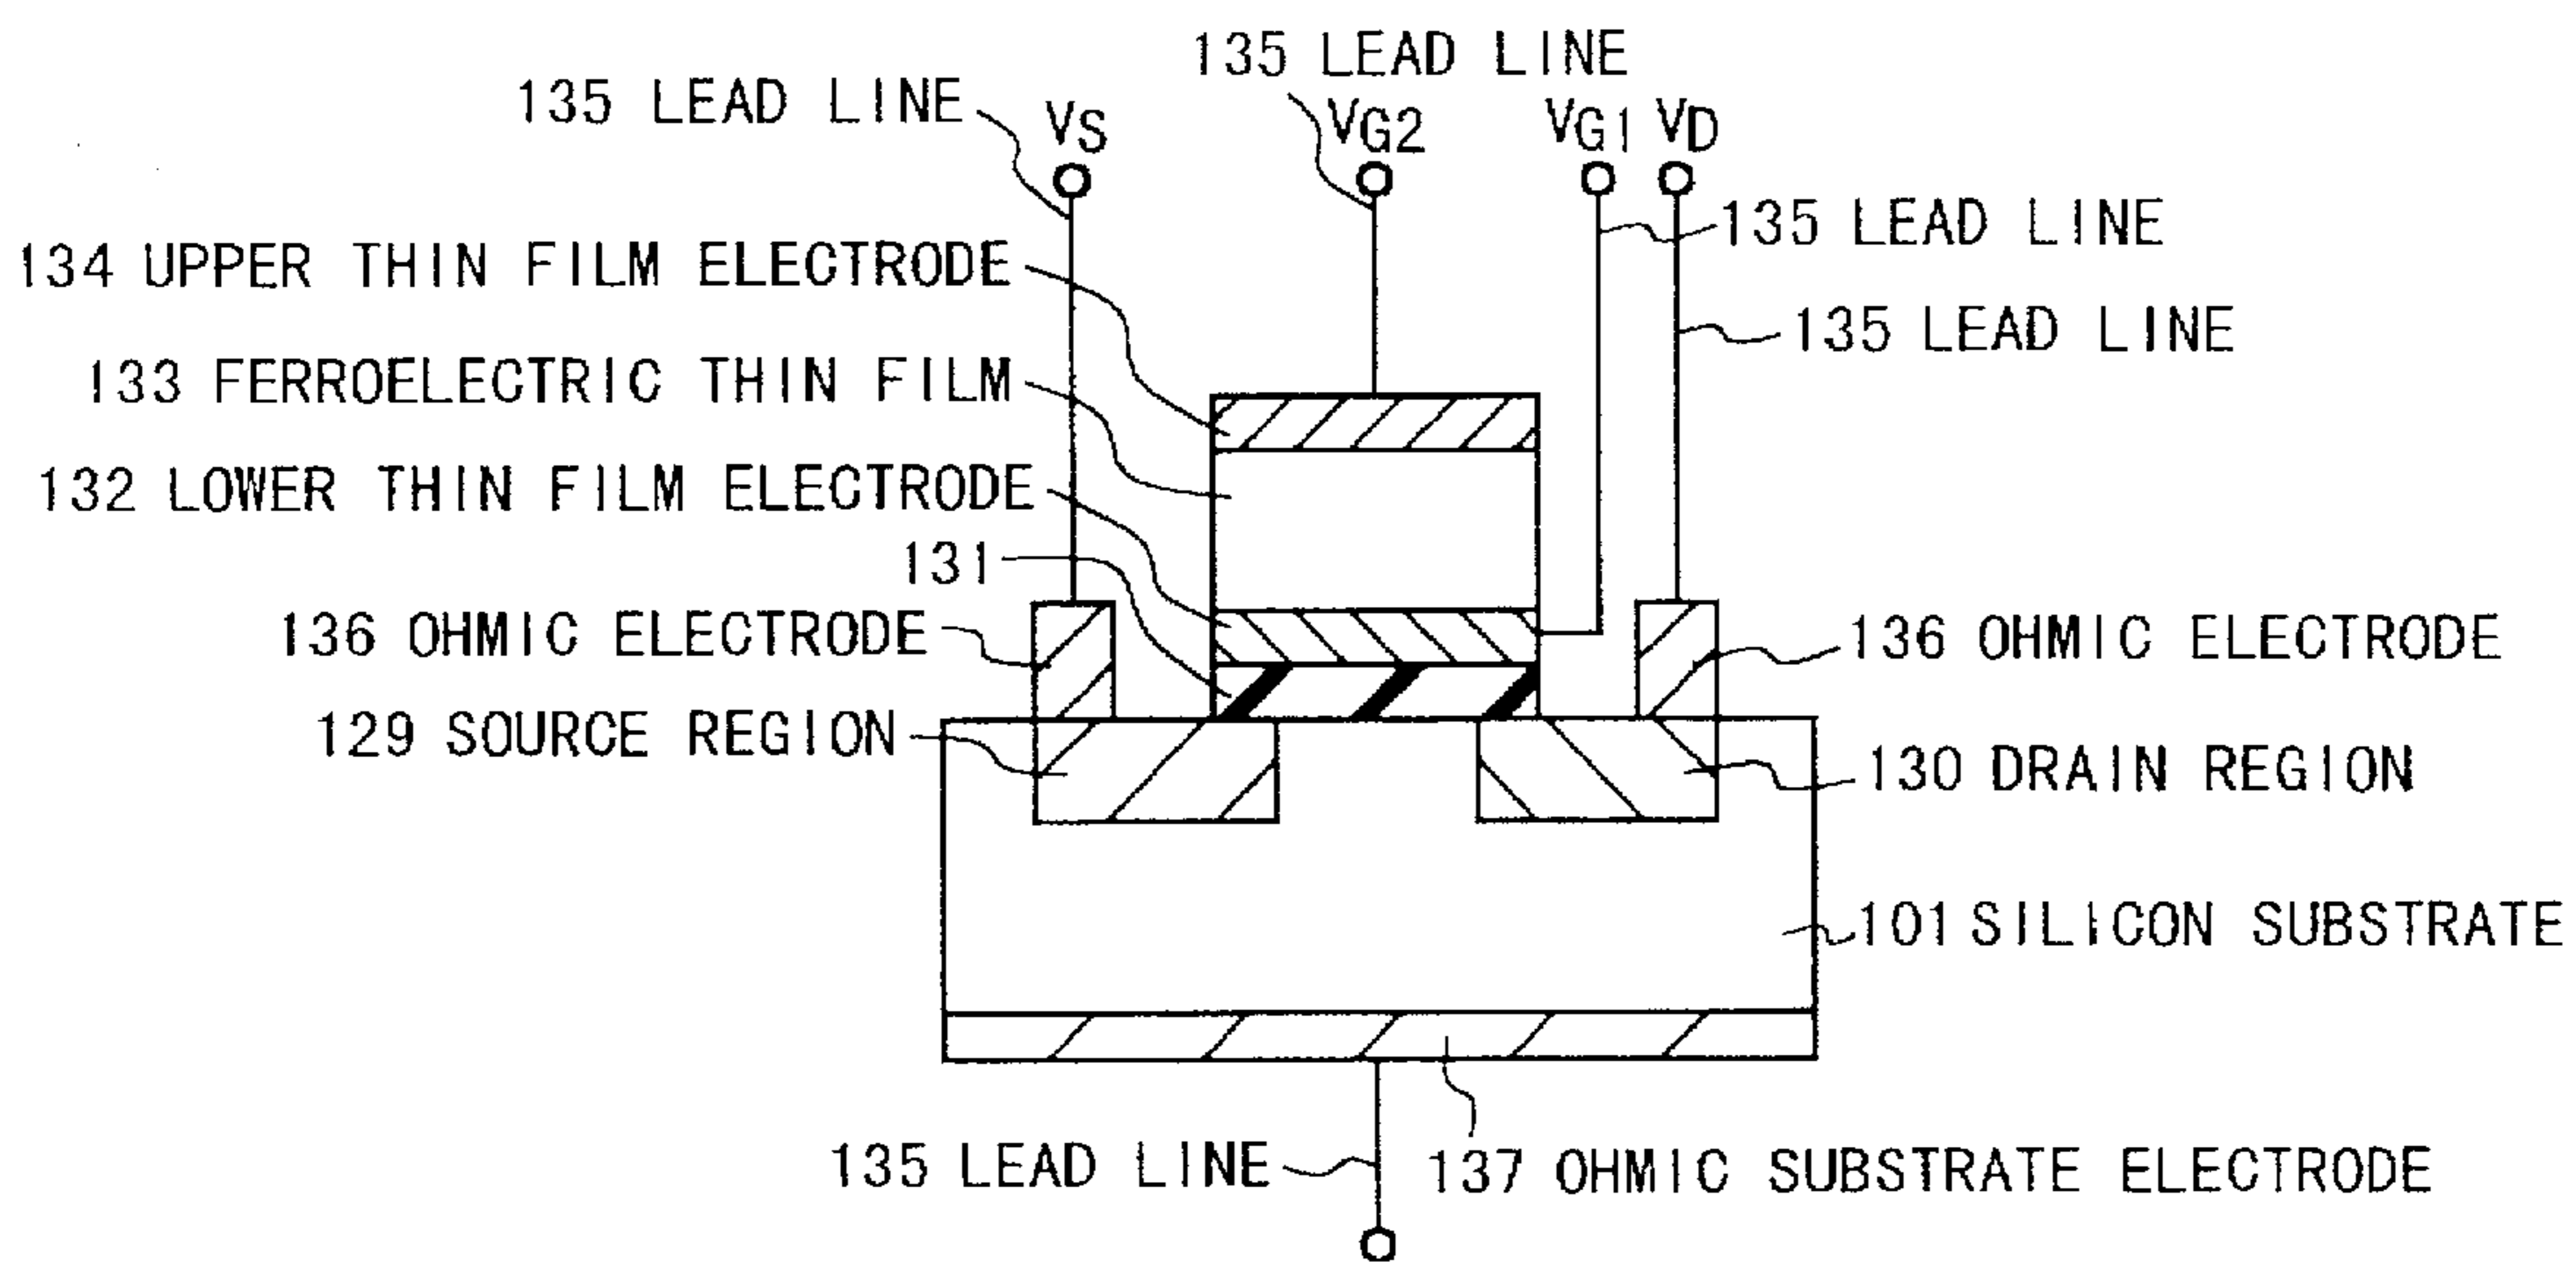 135 LEAD LINE
135 LEAD LINE
VS
VG2
VG1
VD
135 LEAD LINE
134 UPPER THIN FILM ELECTRODE
135 LEAD LINE
133 FERROELECTRIC THIN FILM
132 LOWER THIN FILM ELECTRODE
131
136 OHMIC ELECTRODE
136 OHMIC ELECTRODE
129 SOURCE REGION
130 DRAIN REGION
101 SILICON SUBSTRATE
135 LEAD LINE
137 OHMIC SUBSTRATE ELECTRODE